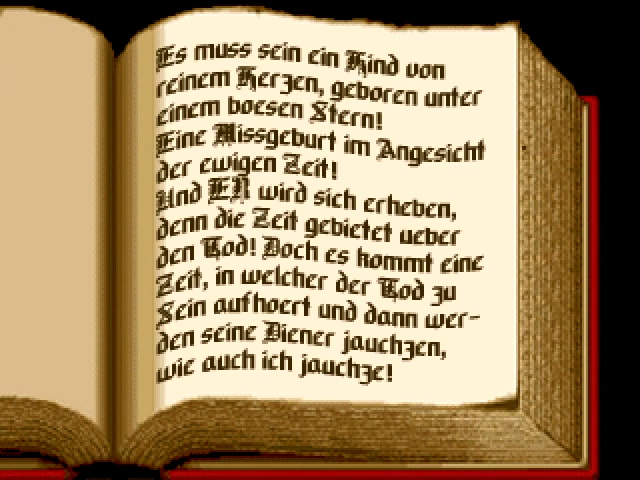 Es muss sein ein Kind von
reinem Herzen, geboren unter
einem boesen Stern!
Eine Missgeburt im Angesicht
der ewigen Zeit!
Und ER wird sich erheben,
denn die Zeit gebietet ueber
den Tod! Doch es kommt eine
Zeit, in welcher der Tod zu
Sein aufhoert und dann wer-
den seine Diener jauchzen,
wie auch ich jauchze!